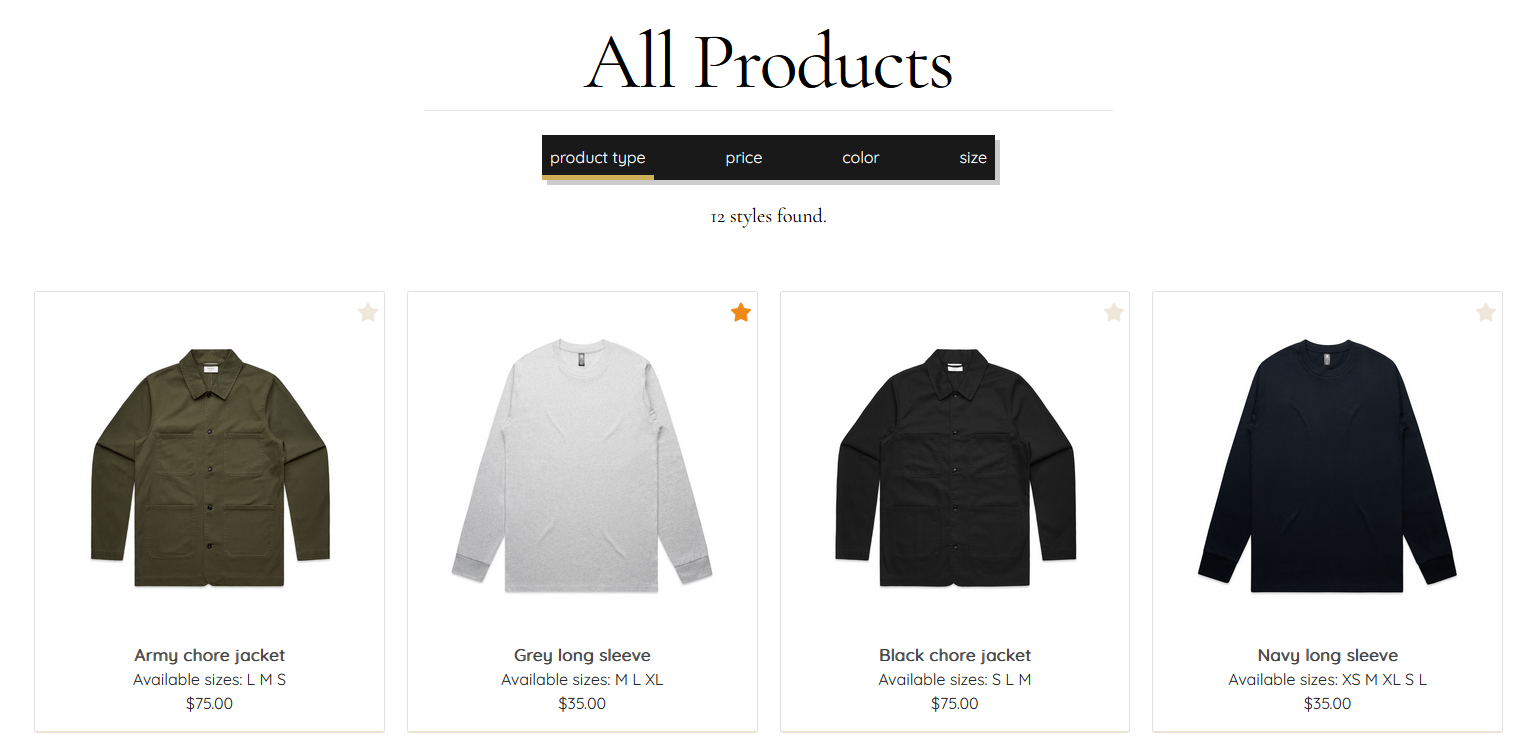 All Products
product type price color size
12 styles found.
Army chore jacket
Available sizes: L M S
$75.00
Grey long sleeve
Available sizes: M L XL
$35.00
Black chore jacket
Available sizes: S L M
$75.00
Navy long sleeve
Available sizes: XS M XL S L
$35.00